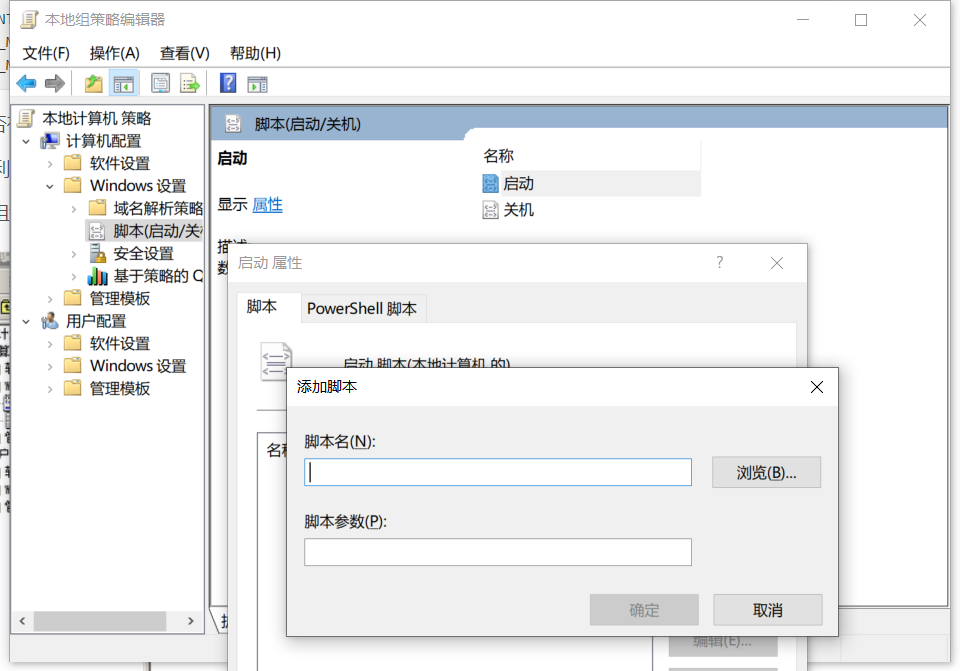 本地组策略编辑器
文件(F) 操作(A) 查看(V) 帮助(H)
本地计算机 策略
计算机配置
软件设置
Windows 设置
域名解析策略
脚本(启动/关
安全设置
基于策略的 Q
管理模板
用户配置
软件设置
Windows 设置
管理模板
脚本(启动/关机)
启动
显示 属性
描述
数
名称
启动
关机
启动 属性
?
脚本
PowerShell 脚本
启动 脚本(本地计算机 的)
名称
添加脚本
脚本名(N):
浏览(B)...
脚本参数(P):
确定
取消
编辑(E)...